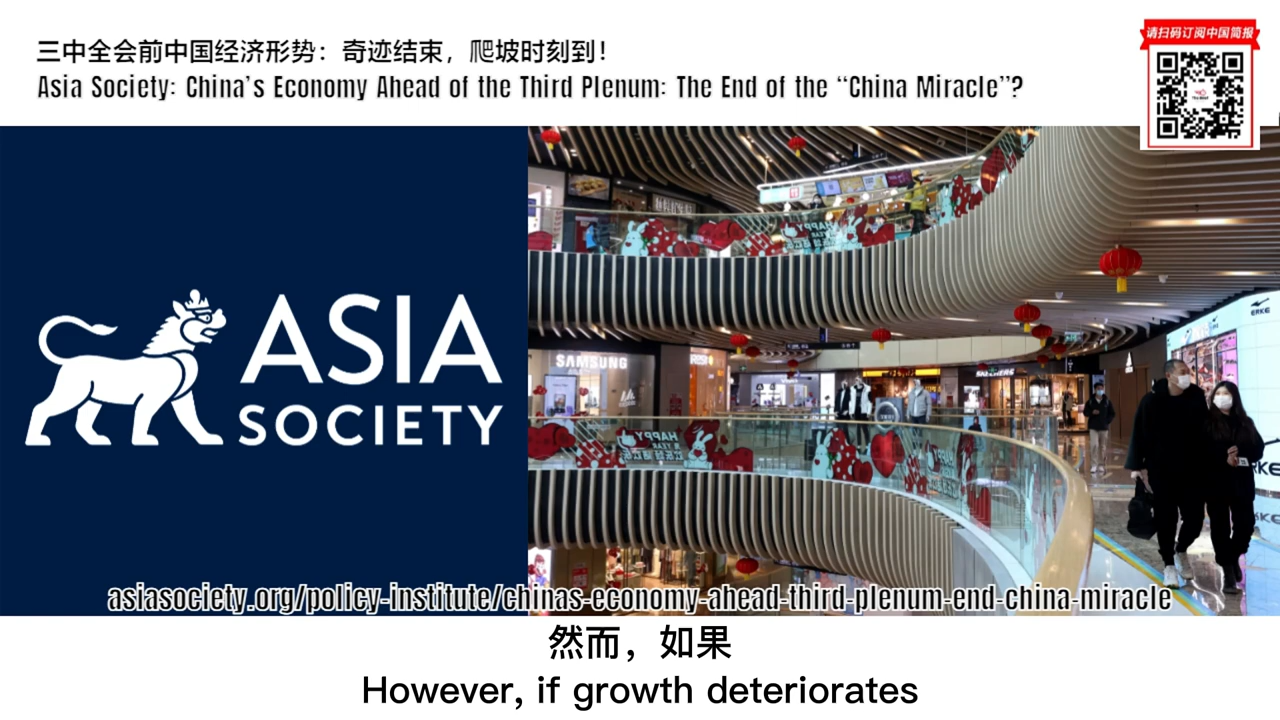 三中全会前中国经济形势：奇迹结束，爬坡时刻到！
Asia Society: China’s Economy Ahead of the Third Plenum: The End of the “China Miracle”?
请扫码订阅中国简报
ASIA
SOCIETY
ERKE
SAMSUNG
SKECHERS
HAPPY
asiasociety.org/policy-institute/chinas-economy-ahead-third-plenum-end-china-miracle
然而，如果
However, if growth deteriorates